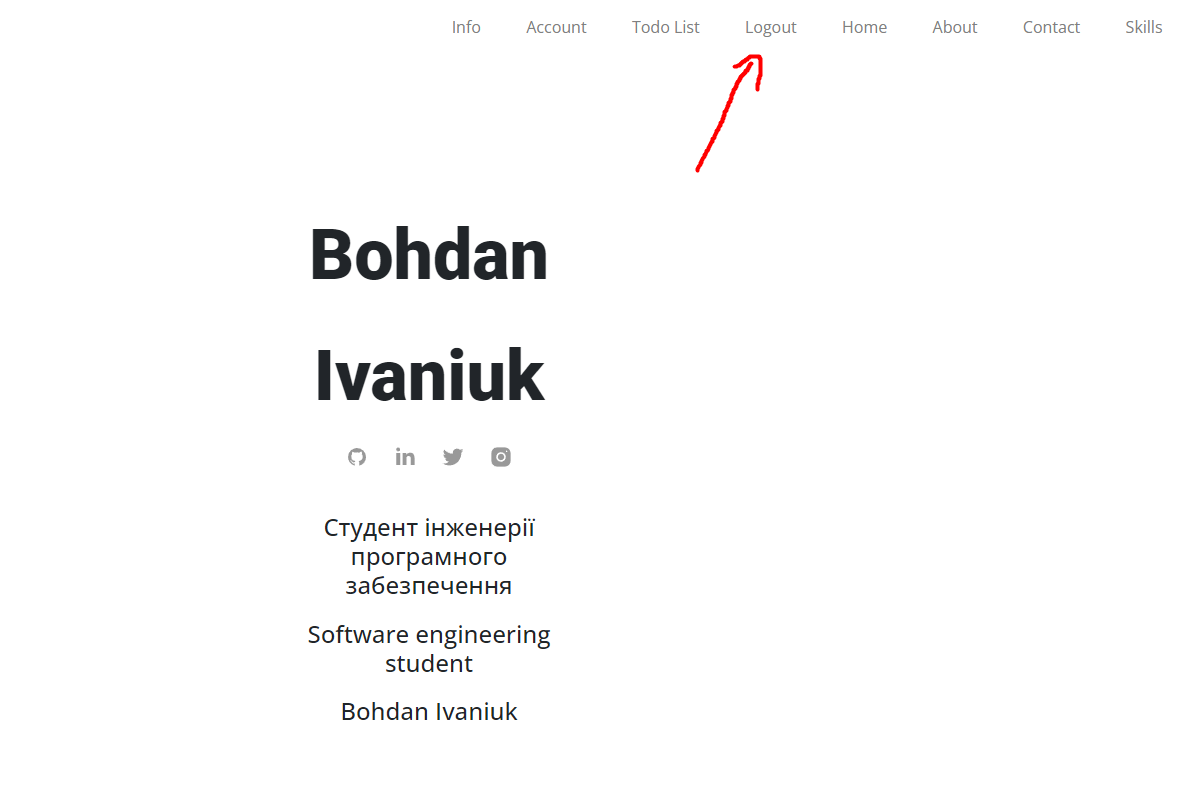 Info Account Todo List Logout Home About Contact Skills
Bohdan
Ivaniuk
in
Студент інженерії
програмного
забезпечення
Software engineering
student
Bohdan Ivaniuk